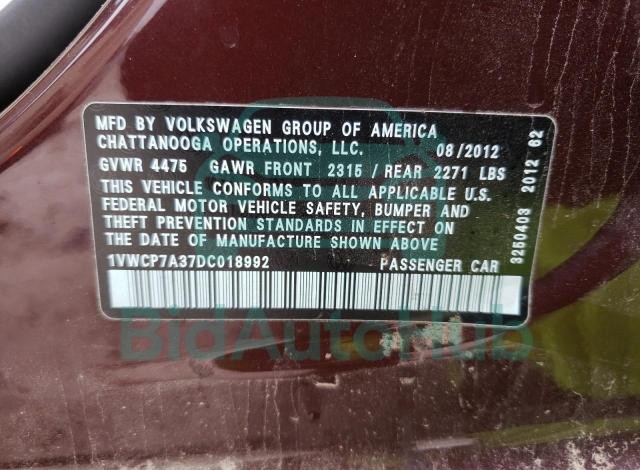 MFD BY VOLKSWAGEN GROUP OF AMERICA
CHATTANOOGA OPERATIONS, LLC. 08/2012
GVWR 4475 GAWR FRONT 2315 / REAR 2271 LBS
THIS VEHICLE CONFORMS TO ALL APPLICABLE U.S.
FEDERAL MOTOR VEHICLE SAFETY, BUMPER AND
THEFT PREVENTION STANDARDS IN EFFECT ON
THE DATE OF MANUFACTURE SHOWN ABOVE
1VWCP7A37DC018992 PASSENGER CAR
3250403 2012 62
BidAutoHub